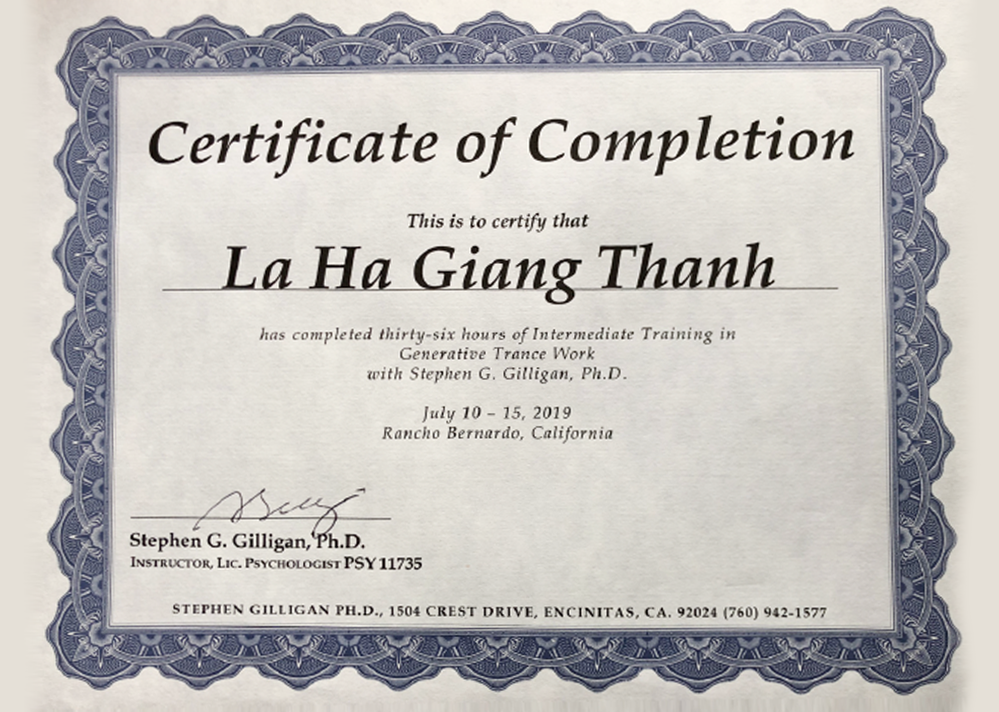 Certificate of Completion
This is to certify that
La Ha Giang Thanh
has completed thirty-six hours of Intermediate Training in
Generative Trance Work
with Stephen G. Gilligan, Ph.D.
July 10 – 15, 2019
Rancho Bernardo, California
Stephen G. Gilligan, Ph.D.
INSTRUCTOR, LIC. PSYCHOLOGIST PSY 11735
STEPHEN GILLIGAN PH.D., 1504 CREST DRIVE, ENCINITAS, CA. 92024 (760) 942-1577